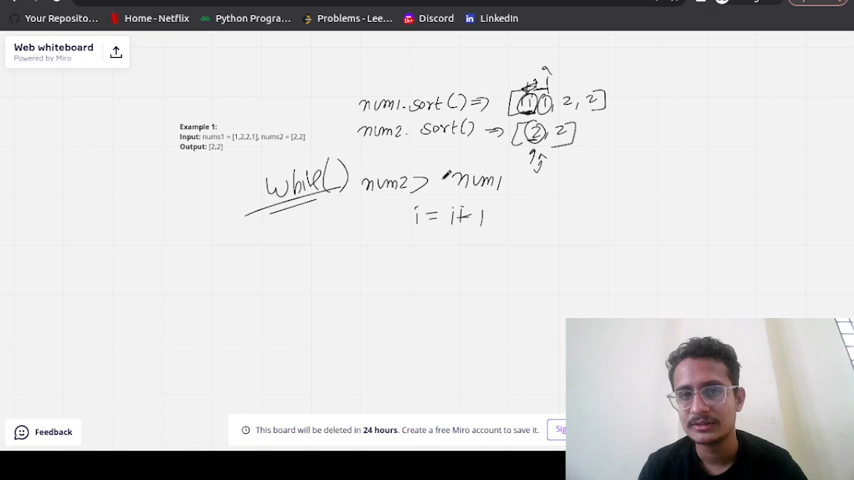 Your Repositor...
Home - Netflix
Python Progra...
Problems - Lee...
Discord
LinkedIn
Web whiteboard
Powered by Miro
num1.sort() => [1, 1, 2, 2]
Example 1:
Input: nums1 = [1,2,2,1], nums2 = [2,2]
Output: [2,2]
num2. sort() => [2, 2]
j
while() num2 > num1
i = i+1
Feedback
This board will be deleted in 24 hours. Create a free Miro account to save it.
Sig